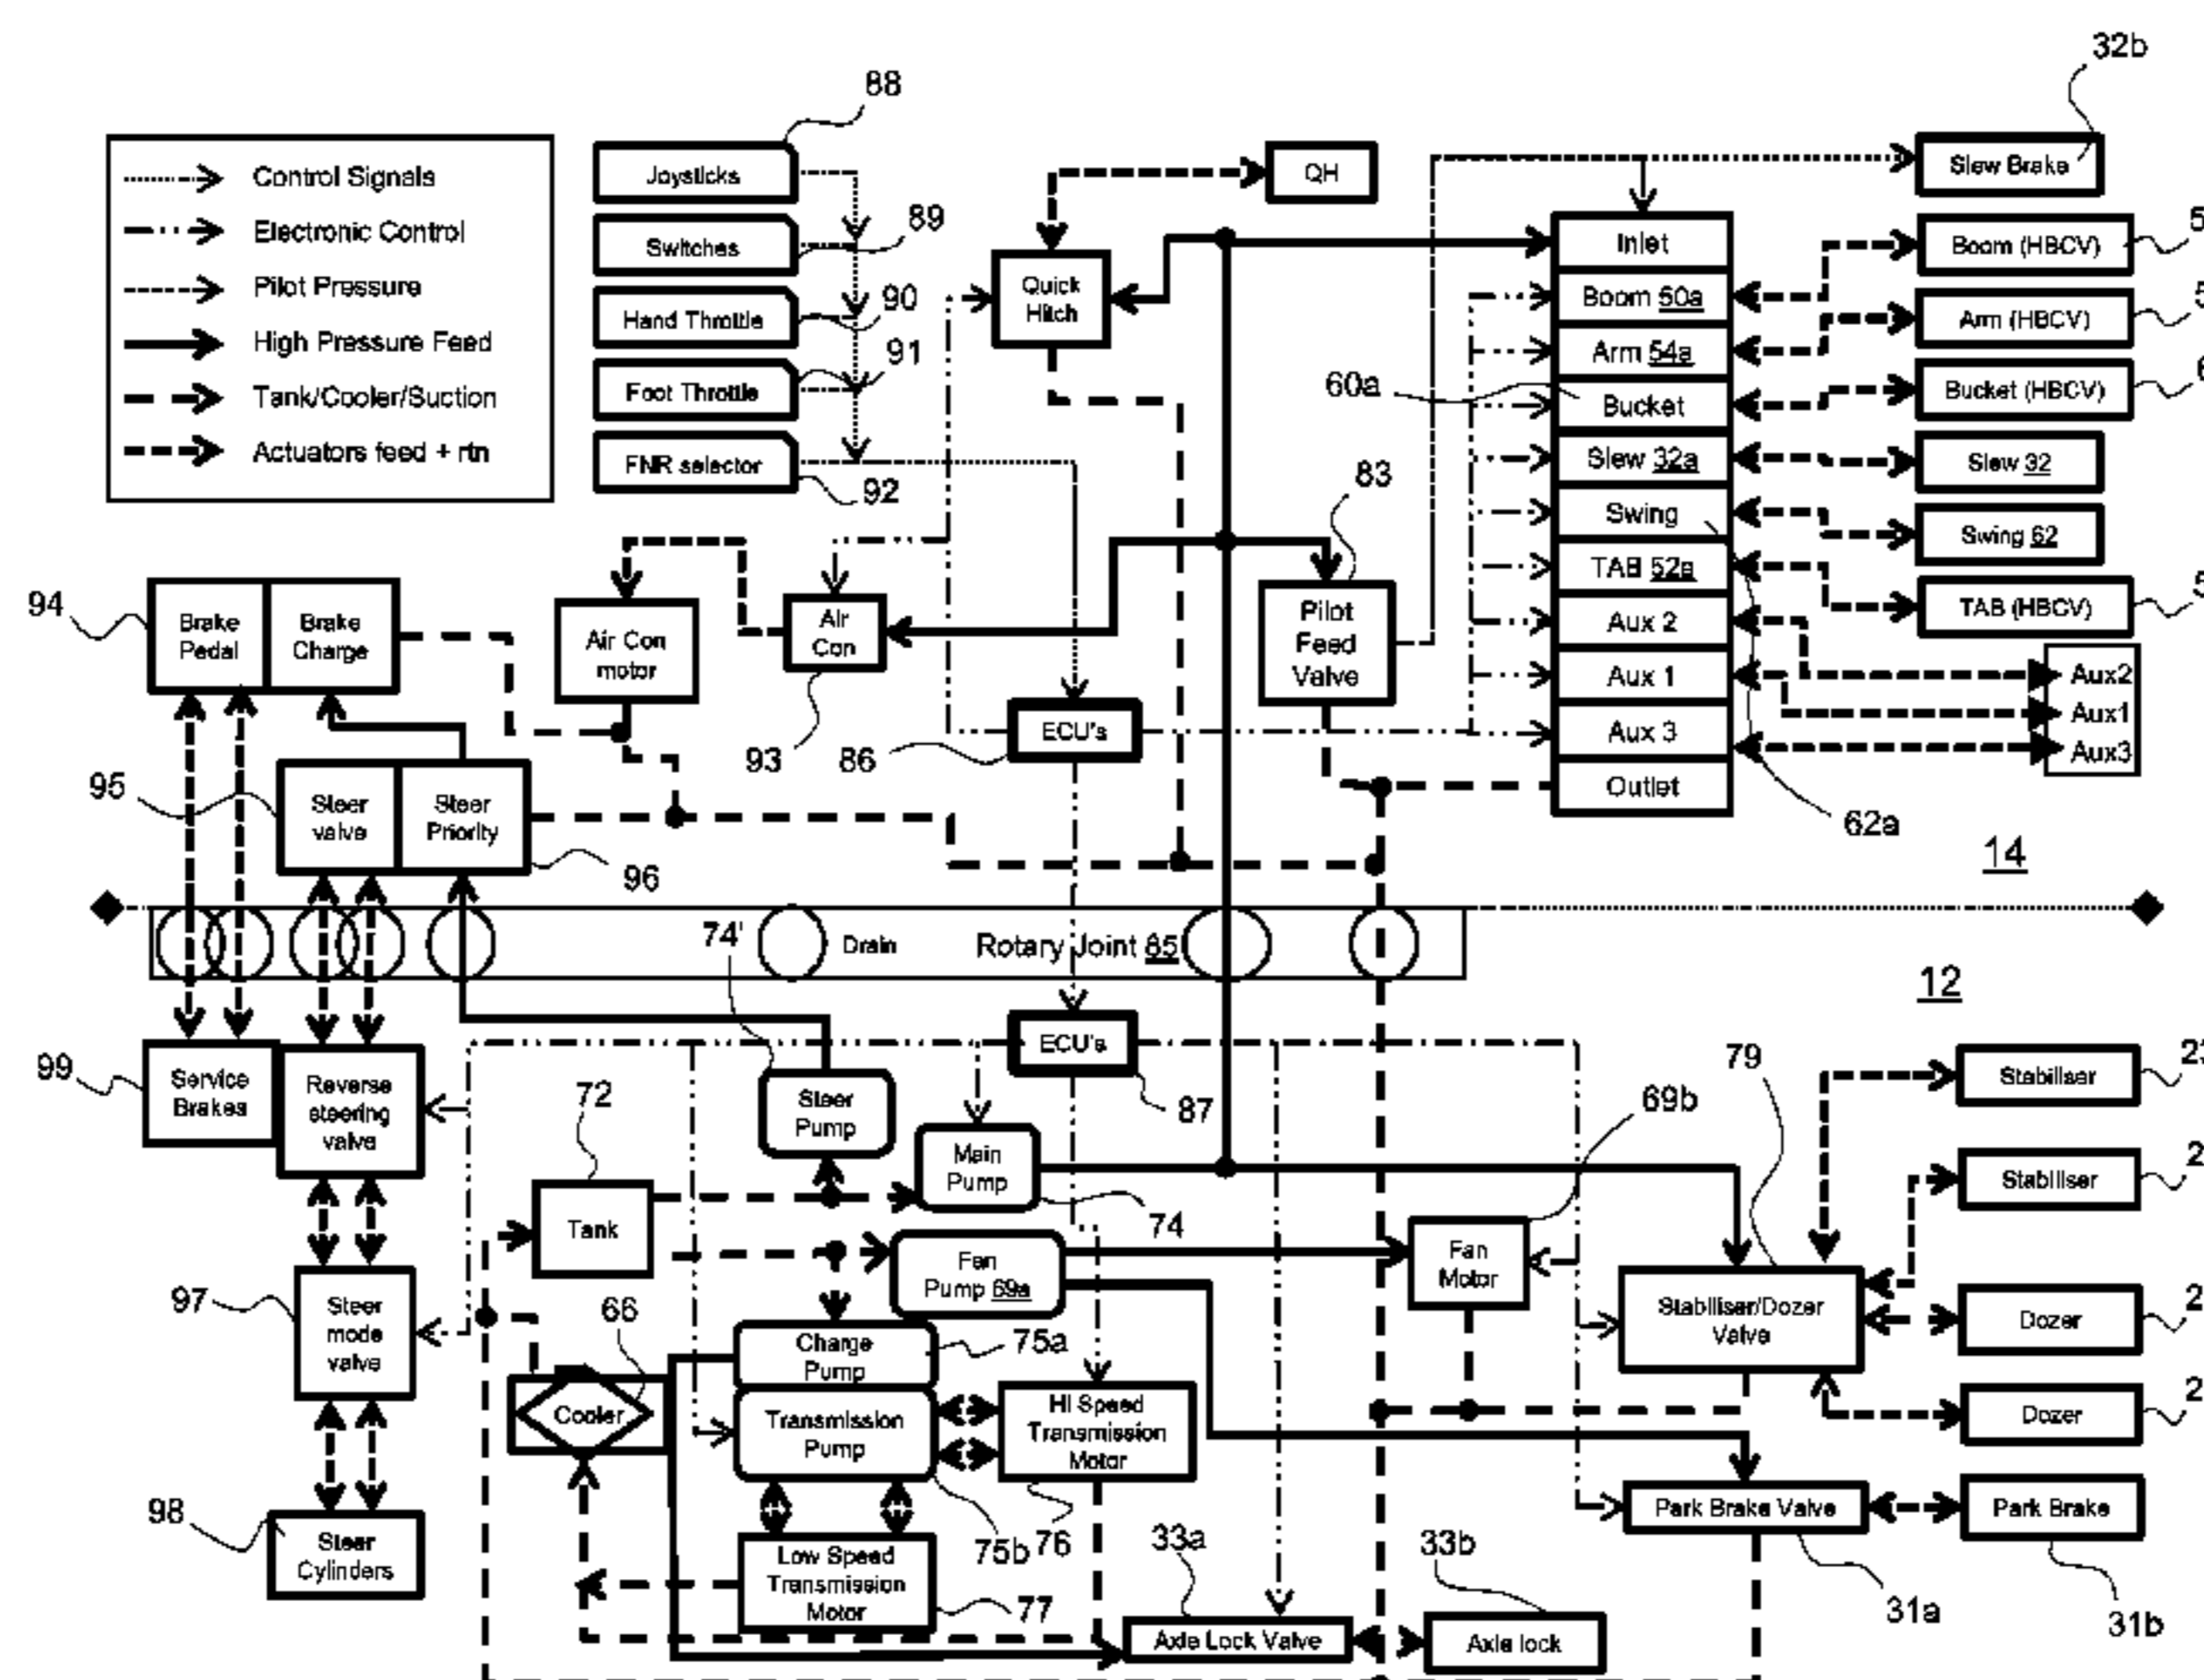 32b
88
Control Signals
Electronic Control
Pilot Pressure
High Pressure Feed
Tank/Cooler/Suction
Actuators feed + rtn
Joysticks
Switches
89
Hand Throttle
90
Foot Throttle
91
FNR selector
92
QH
Quick
Hitch
Slew Brake
Inlet
Boom 50a
Arm 54a
60a
Bucket
Slew 32a
Swing
TAB 52a
Aux 2
Aux 1
Aux 3
Outlet
62a
Boom (HBCV)
Arm (HBCV)
Bucket (HBCV)
Slew 32
Swing 62
TAB (HBCV)
Aux2
Aux1
Aux3
83
Pilot
Feed
Valve
94
Brake
Pedal
Brake
Charge
Air Con
motor
Air
Con
93
ECU's
86
95
Steer
valve
Steer
Priority
96
14
74'
Drain
Rotary Joint 85
12
99
Service
Brakes
Reverse
steering
valve
72
Tank
Steer
Pump
Main
Pump
74
ECU's
87
69b
79
Stabiliser
Stabiliser
Fan
Pump 69a
Fan
Motor
Stabiliser/Dozer
Valve
Dozer
Dozer
97
Steer
mode
valve
66
Cooler
Charge
Pump
75a
Transmission
Pump
75b
HI Speed
Transmission
Motor
76
98
Steer
Cylinders
Low Speed
Transmission
Motor
77
33a
Axle Lock Valve
33b
Axle lock
Park Brake Valve
31a
Park Brake
31b